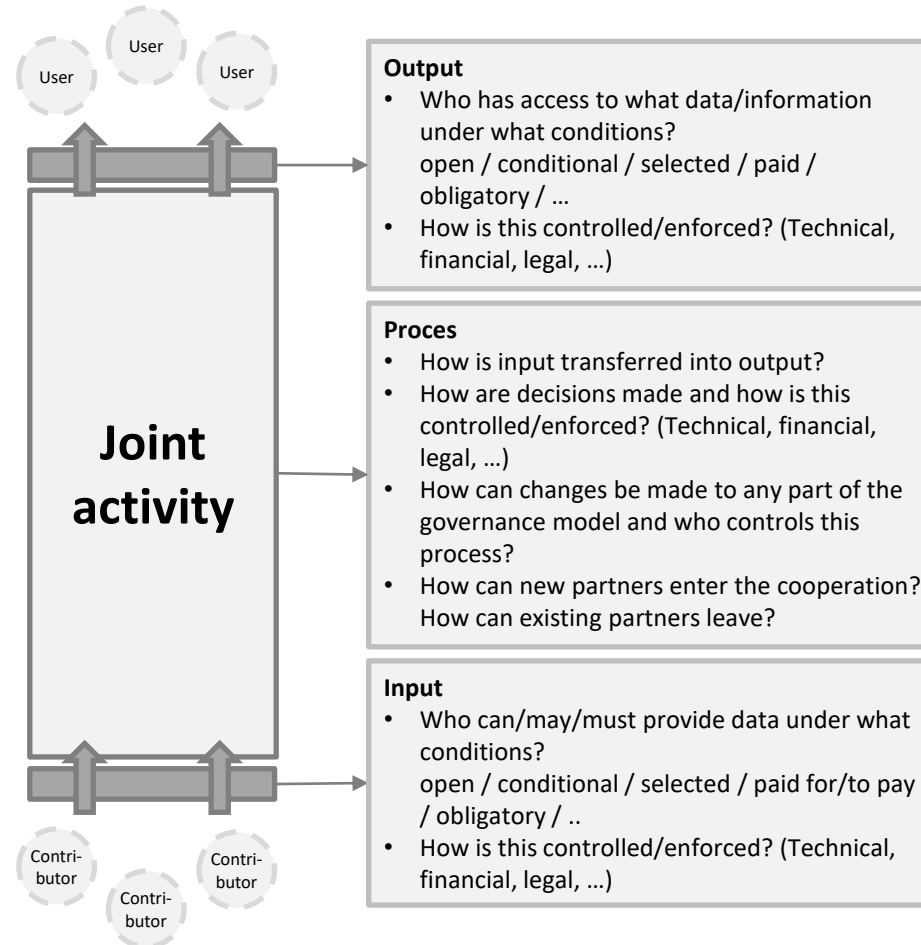 User
User
User
Output
• Who has access to what data/information
under what conditions?
open / conditional / selected / paid /
obligatory / …
• How is this controlled/enforced? (Technical,
financial, legal, …)
Joint
activity
Proces
• How is input transferred into output?
• How are decisions made and how is this
controlled/enforced? (Technical, financial,
legal, …)
• How can changes be made to any part of the
governance model and who controls this
process?
• How can new partners enter the cooperation?
How can existing partners leave?
Input
• Who can/may/must provide data under what
conditions?
open / conditional / selected / paid for/to pay
/ obligatory / ..
• How is this controlled/enforced? (Technical,
financial, legal, …)
Contri-
butor
Contri-
butor
Contri-
butor